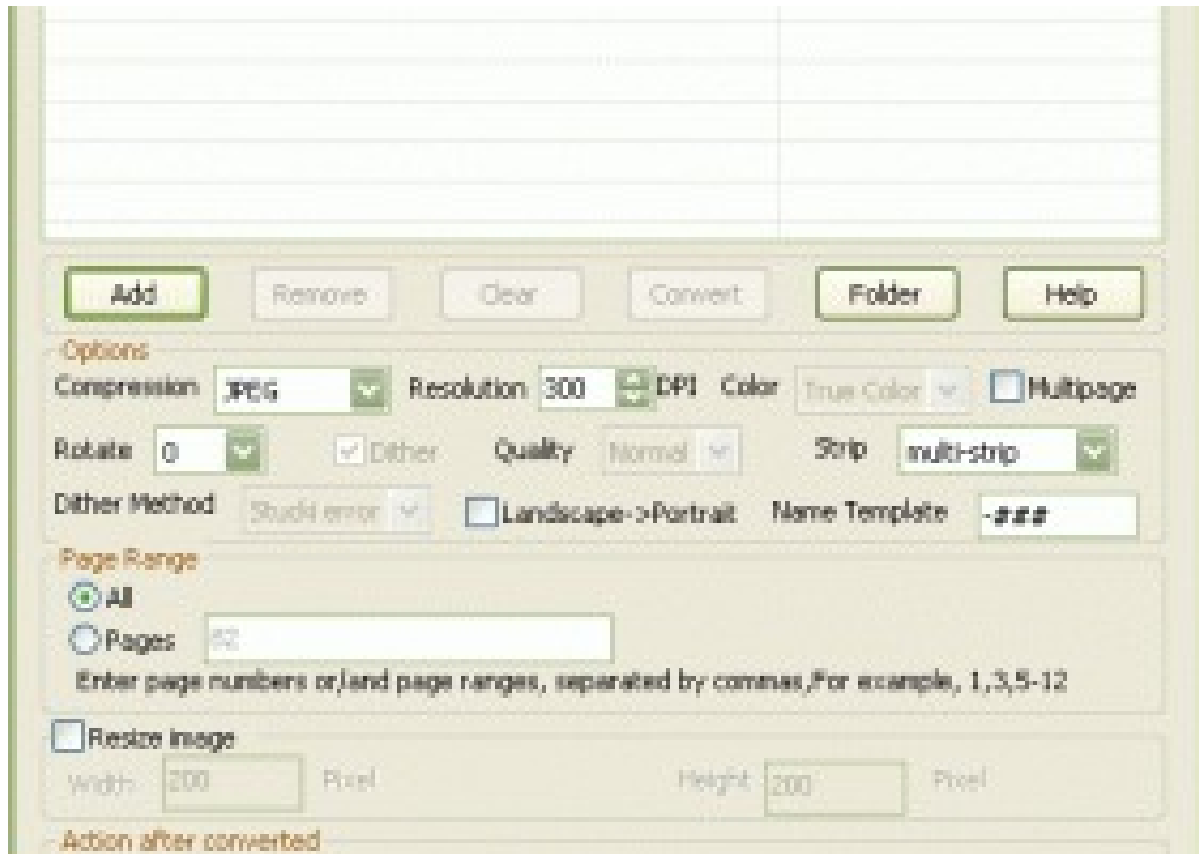 Add Remove Clear Convert Folder Help
Options
Compression JPEG Resolution 300 DPI Color True Color Multipage
Rotate 0 Dither Quality Normal Strip multi-strip
Dither Method Stucki error Landscape->Portrait Name Template -###
Page Range
All
Pages 62
Enter page numbers or/and page ranges, separated by commas,For example, 1,3,5-12
Resize image
Width 200 Pixel Height 200 Pixel
Action after converted